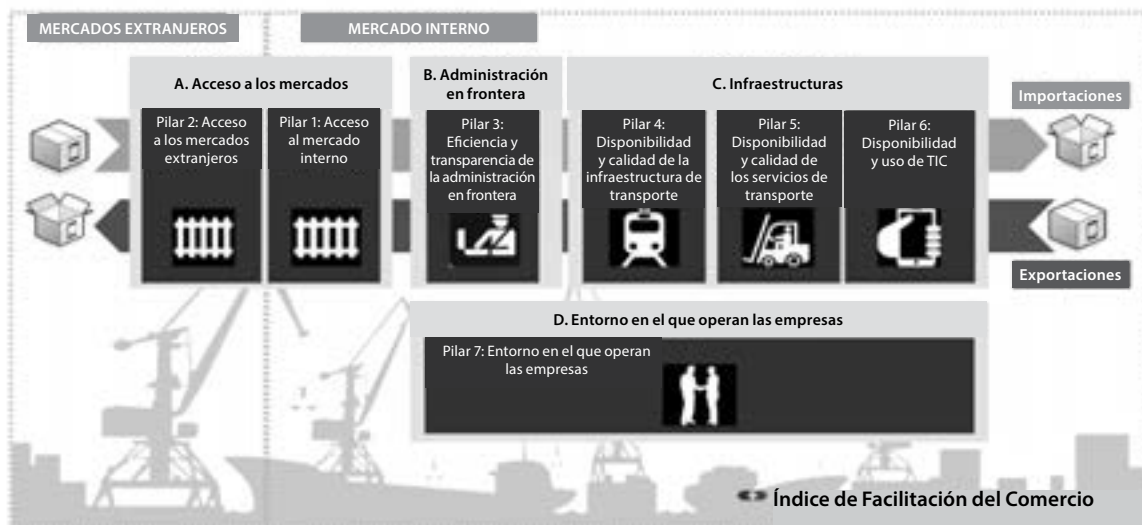 MERCADOS EXTRANJEROS
MERCADO INTERNO
A. Acceso a los mercados
B. Administración
en frontera
C. Infraestructuras
Importaciones
Pilar 2: Acceso
a los mercados
extranjeros
Pilar 1: Acceso
al mercado
interno
Pilar 3:
Eficiencia y
transparencia de
la administración
en frontera
Pilar 4:
Disponibilidad
y calidad de la
infraestructura de
transporte
Pilar 5:
Disponibilidad
y calidad de
los servicios de
transporte
Pilar 6:
Disponibilidad
y uso de TIC
Exportaciones
D. Entorno en el que operan las empresas
Pilar 7: Entorno en el que operan
las empresas
Índice de Facilitación del Comercio